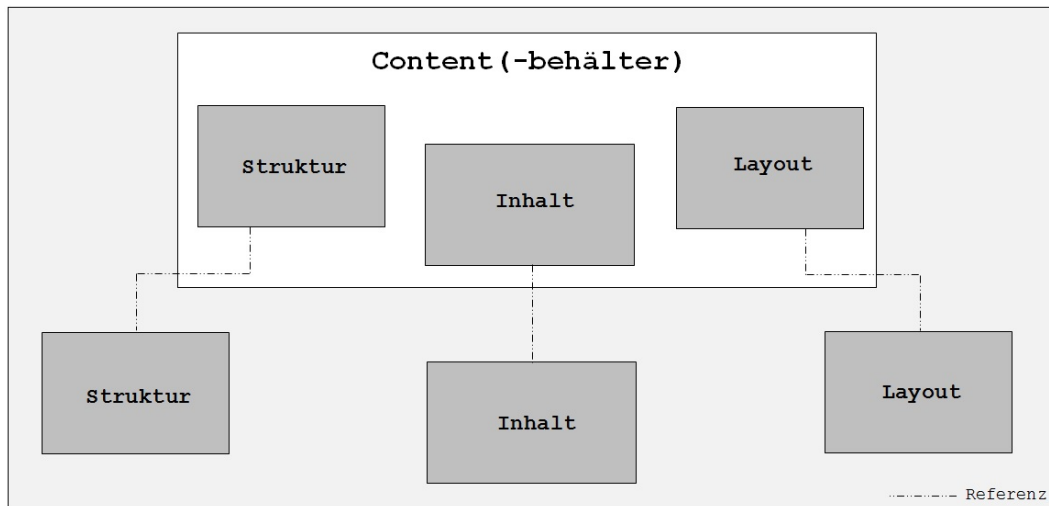 Content(-behälter)
Struktur
Inhalt
Layout
Struktur
Inhalt
Layout
Referenz